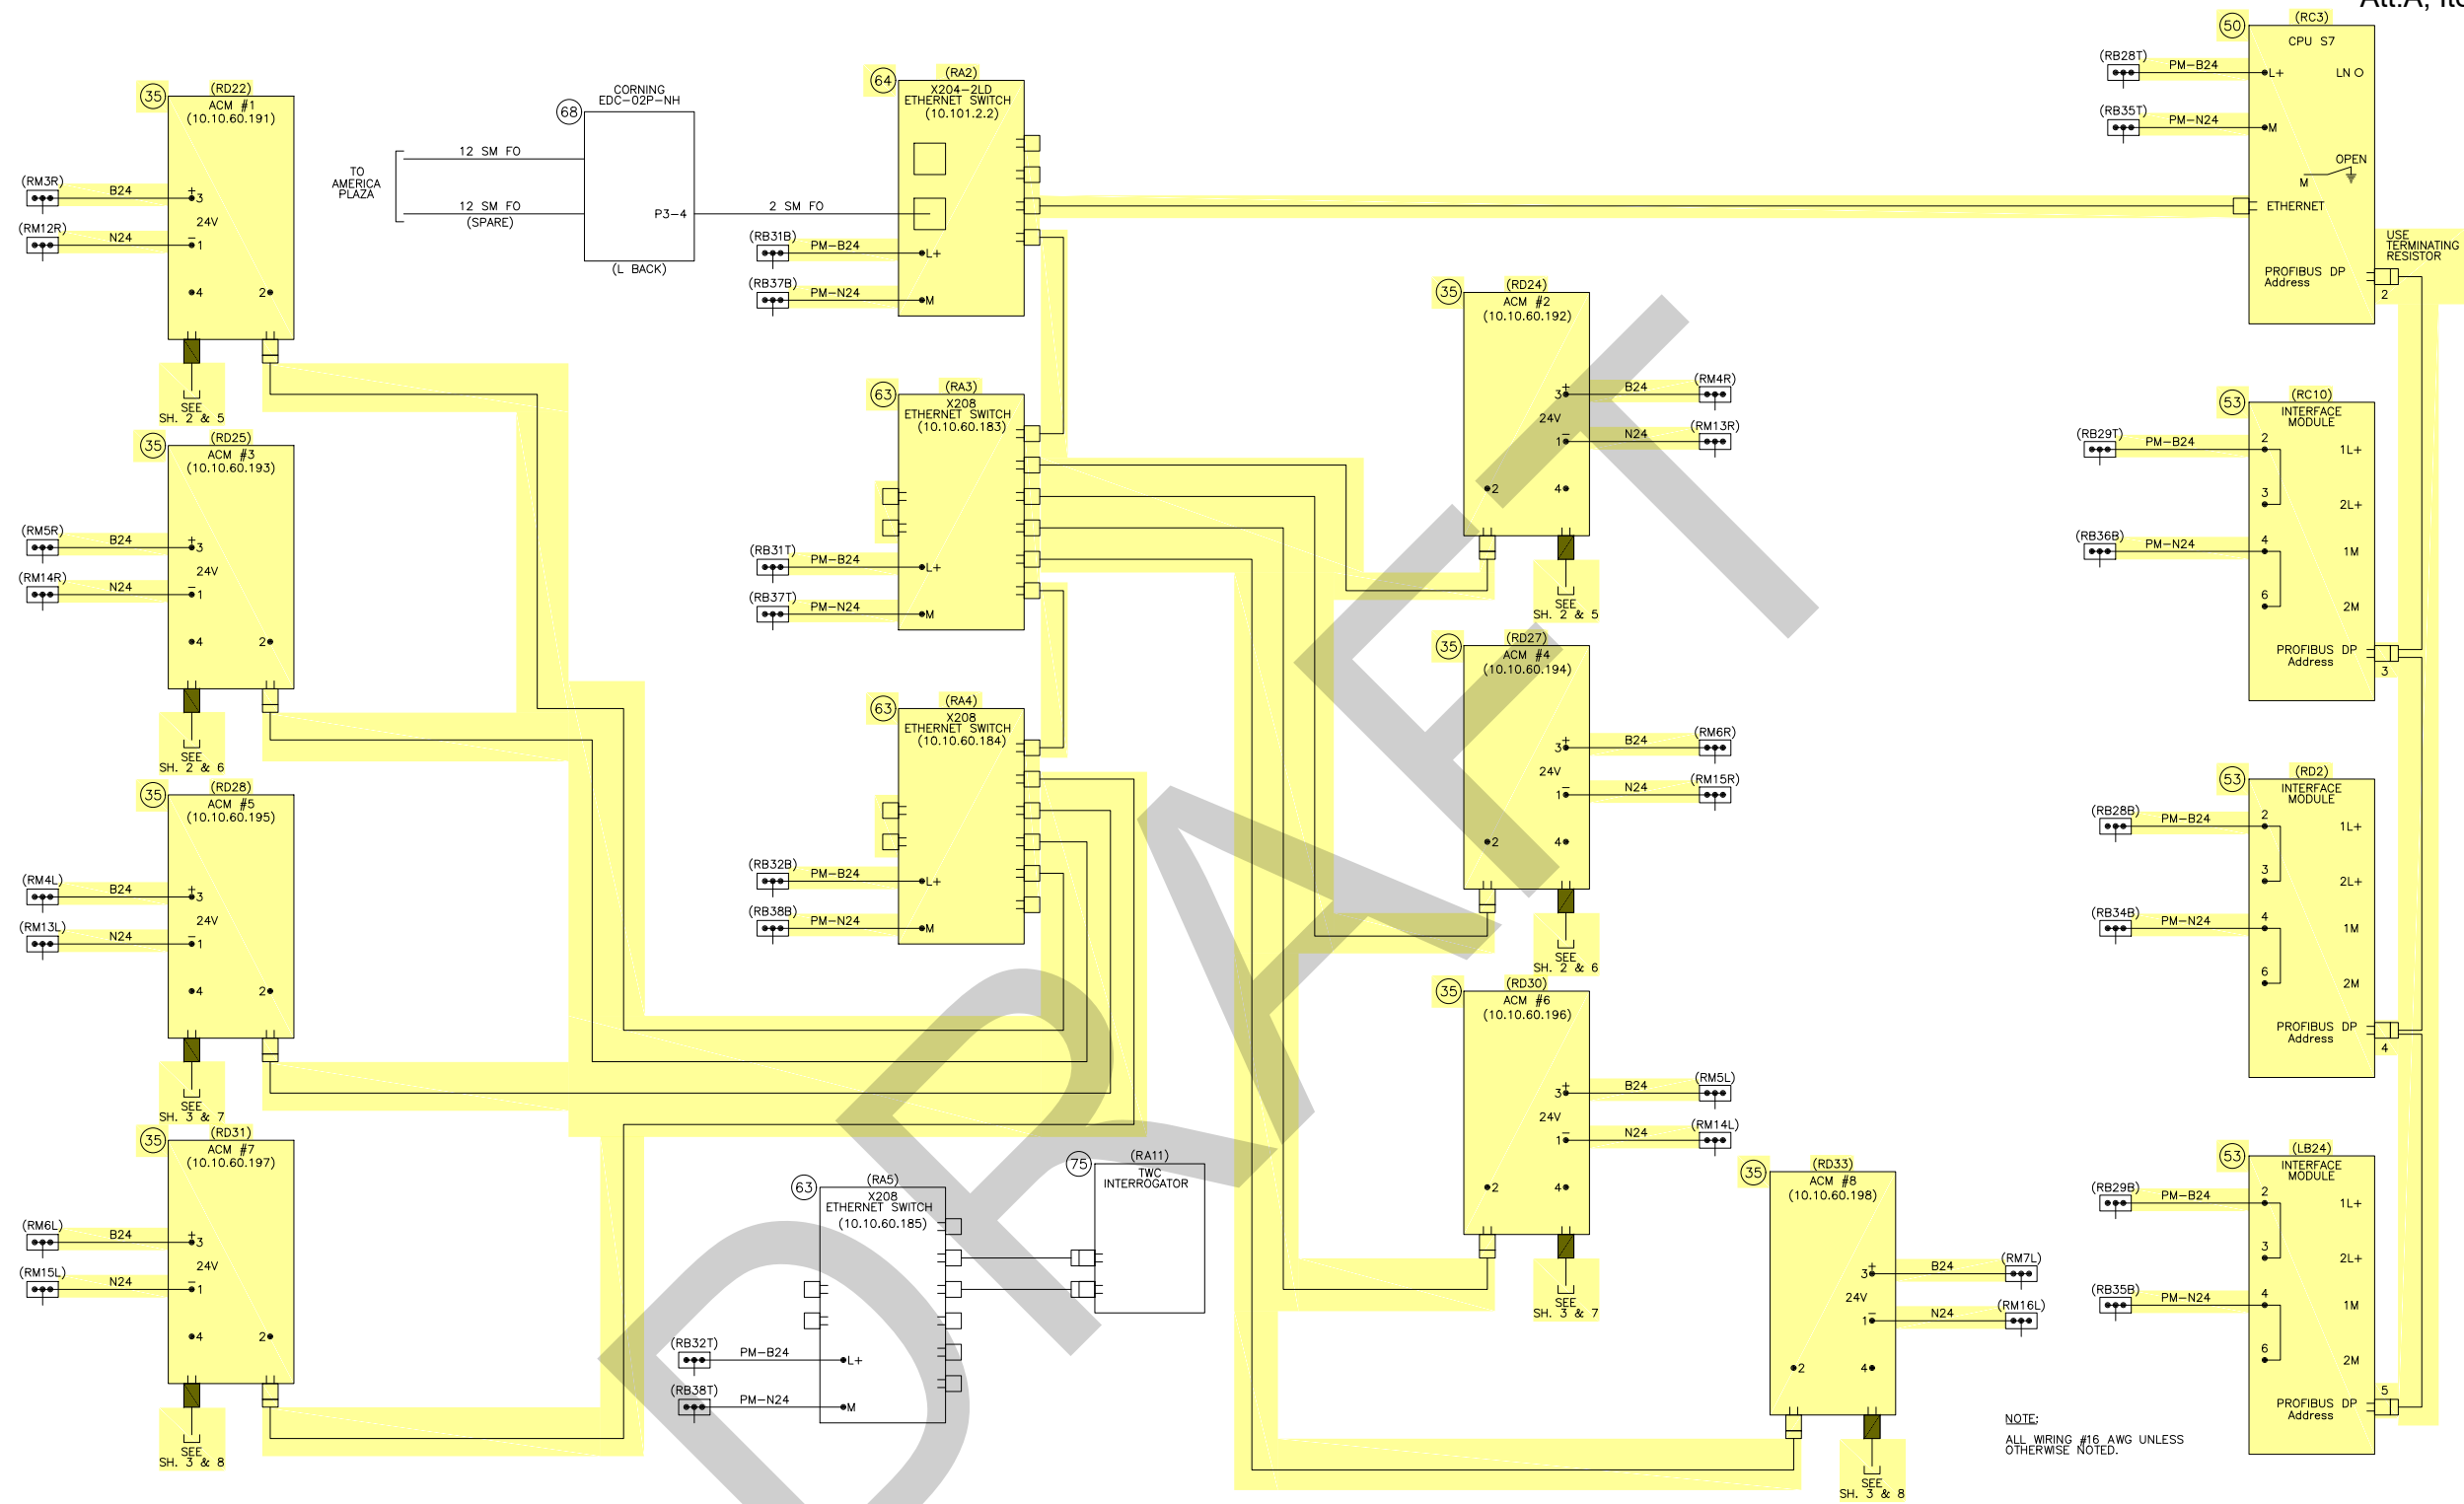 Att.A, It
35
(RD22)
ACM #1
(10.10.60.191)
(RM3R)
B24
+
3
24V
(RM12R)
N24
−
1
4
2
SEE
SH. 2 & 5
35
(RD25)
ACM #3
(10.10.60.193)
(RM5R)
B24
+
3
24V
(RM14R)
N24
−
1
4
2
SEE
SH. 2 & 6
35
(RD28)
ACM #5
(10.10.60.195)
(RM4L)
B24
+
3
24V
(RM13L)
N24
−
1
4
2
SEE
SH. 3 & 7
35
(RD31)
ACM #7
(10.10.60.197)
(RM6L)
B24
+
3
24V
(RM15L)
N24
−
1
4
2
SEE
SH. 3 & 8
TO
AMERICA
PLAZA
12 SM FO
12 SM FO
(SPARE)
68
CORNING
EDC-02P-NH
P3-4
(L BACK)
2 SM FO
64
(RA2)
X204-2LD
ETHERNET SWITCH
(10.101.2.2)
(RB31B)
PM-B24
L+
(RB37B)
PM-N24
M
63
(RA3)
X208
ETHERNET SWITCH
(10.10.60.183)
(RB31T)
PM-B24
L+
(RB37T)
PM-N24
M
63
(RA4)
X208
ETHERNET SWITCH
(10.10.60.184)
(RB32B)
PM-B24
L+
(RB38B)
PM-N24
M
63
(RA5)
X208
ETHERNET SWITCH
(10.10.60.185)
(RB32T)
PM-B24
L+
(RB38T)
PM-N24
M
75
(RA11)
TWC
INTERROGATOR
35
(RD24)
ACM #2
(10.10.60.192)
+
3
B24
(RM4R)
24V
−
1
N24
(RM13R)
2
4
SEE
SH. 2 & 5
35
(RD27)
ACM #4
(10.10.60.194)
+
3
B24
(RM6R)
24V
−
1
N24
(RM15R)
2
4
SEE
SH. 2 & 6
35
(RD30)
ACM #6
(10.10.60.196)
+
3
B24
(RM5L)
24V
−
1
N24
(RM14L)
2
4
SEE
SH. 3 & 7
35
(RD33)
ACM #8
(10.10.60.198)
+
3
B24
(RM7L)
24V
−
1
N24
(RM16L)
2
4
SEE
SH. 3 & 8
50
(RC3)
CPU S7
(RB28T)
PM-B24
L+
LN
(RB35T)
PM-N24
M
OPEN
M
ETHERNET
PROFIBUS DP
Address
2
USE
TERMINATING
RESISTOR
53
(RC10)
INTERFACE
MODULE
(RB29T)
PM-B24
2
1L+
3
2L+
(RB36B)
PM-N24
4
1M
6
2M
PROFIBUS DP
Address
3
53
(RD2)
INTERFACE
MODULE
(RB28B)
PM-B24
2
1L+
3
2L+
(RB34B)
PM-N24
4
1M
6
2M
PROFIBUS DP
Address
4
53
(LB24)
INTERFACE
MODULE
(RB29B)
PM-B24
2
1L+
3
2L+
(RB35B)
PM-N24
4
1M
6
2M
5
PROFIBUS DP
Address
NOTE:
ALL WIRING #16 AWG UNLESS
OTHERWISE NOTED.
DRAFT